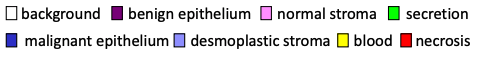 background benign epithelium normal stroma secretion
malignant epithelium desmoplastic stroma blood necrosis